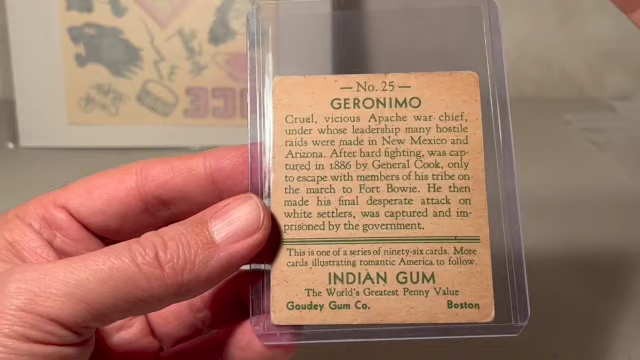 — No. 25 —
GERONIMO
Cruel, vicious Apache war chief,
under whose leadership many hostile
raids were made in New Mexico and
Arizona. After hard fighting, was cap-
tured in 1886 by General Cook, only
to escape with members of his tribe on
the march to Fort Bowie. He then
made his final desperate attack on
white settlers, was captured and im-
prisoned by the government.
This is one of a series of ninety-six cards. More
cards illustrating romantic America to follow.
INDIAN GUM
The World's Greatest Penny Value
Goudey Gum Co. Boston